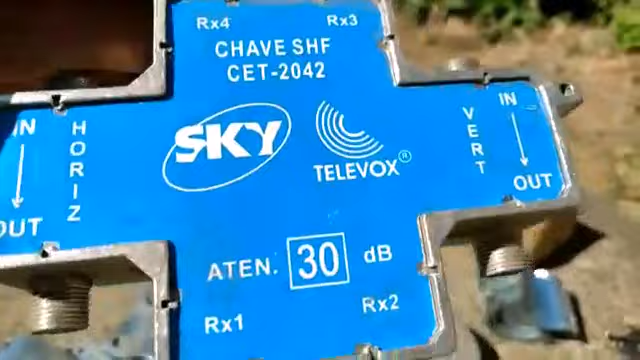 Rx4 Rx3
CHAVE SHF
CET-2042
IN
HORIZ
OUT
SKY
TELEVOX®
VERT
IN
OUT
ATEN. 30 dB
Rx1 Rx2